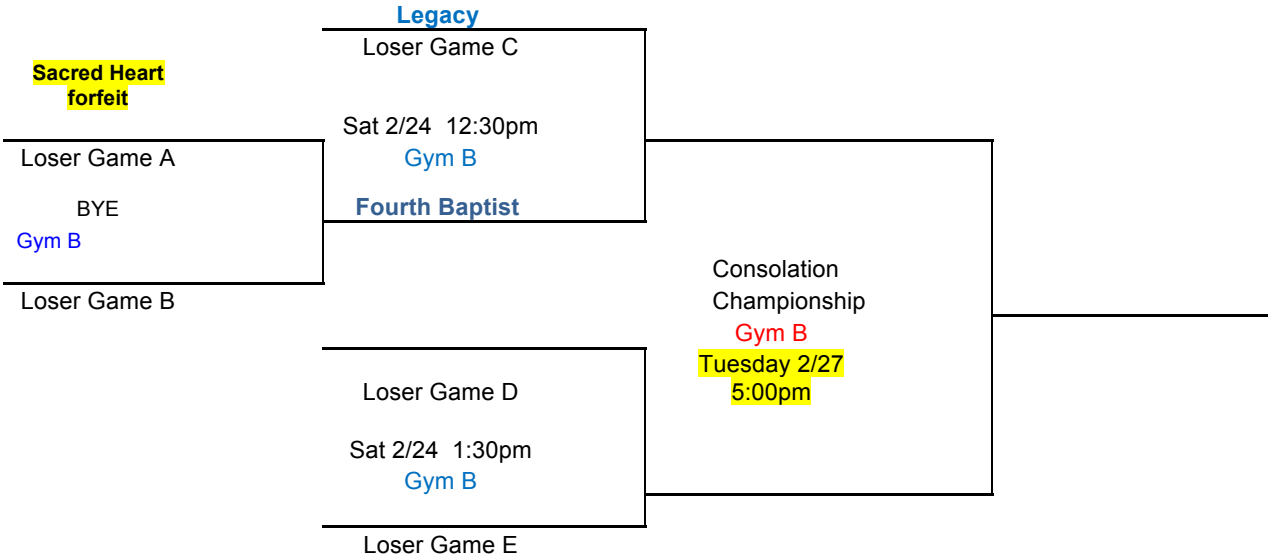 Legacy
Loser Game C
Sacred Heart
forfeit
Sat 2/24 12:30pm
Gym B
Loser Game A
BYE
Gym B
Fourth Baptist
Loser Game B
Consolation
Championship
Gym B
Tuesday 2/27
5:00pm
Loser Game D
Sat 2/24 1:30pm
Gym B
Loser Game E